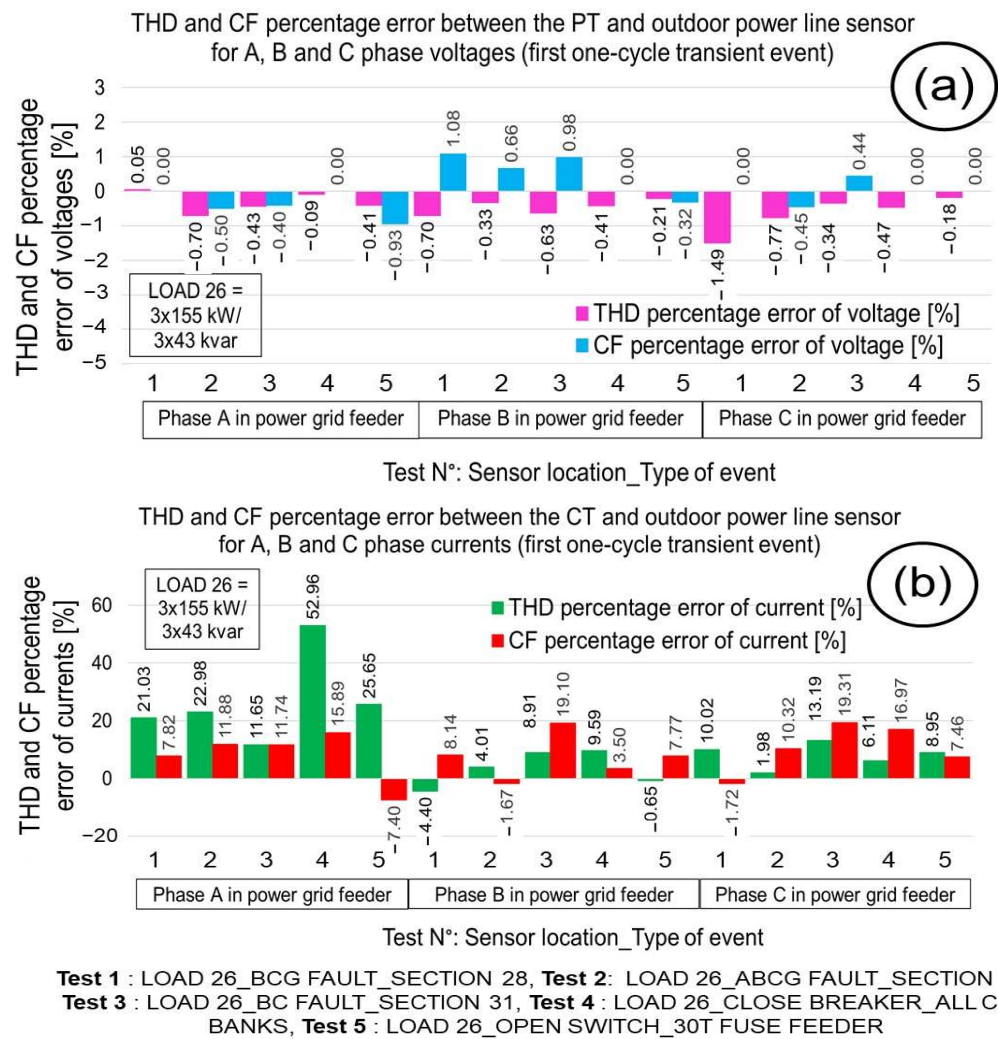 THD and CF percentage error between the PT and outdoor power line sensor
for A, B and C phase voltages (first one-cycle transient event)
(a)
THD and CF percentage
error of voltages [%]
3
2
1
0
−1
−2
−3
−4
−5
0.05
0.00
−0.70
−0.50
−0.43
−0.40
−0.09
0.00
−0.41
−0.93
−0.70
1.08
−0.33
0.66
−0.63
0.98
−0.41
0.00
−0.21
−0.32
−1.49
0.00
−0.77
−0.45
−0.34
0.44
−0.47
0.00
−0.18
0.00
LOAD 26 =
3x155 kW/
3x43 kvar
THD percentage error of voltage [%]
CF percentage error of voltage [%]
1 2 3 4 5 1 2 3 4 5 1 2 3 4 5
Phase A in power grid feeder Phase B in power grid feeder Phase C in power grid feeder
Test N°: Sensor location_Type of event
THD and CF percentage error between the CT and outdoor power line sensor
for A, B and C phase currents (first one-cycle transient event)
(b)
THD and CF percentage
error of currents [%]
60
40
20
0
−20
LOAD 26 =
3x155 kW/
3x43 kvar
THD percentage error of current [%]
CF percentage error of current [%]
21.03
7.82
22.98
11.88
11.65
11.74
52.96
15.89
25.65
−7.40
−4.40
8.14
4.01
−1.67
8.91
19.10
9.59
3.50
−0.65
7.77
10.02
−1.72
1.98
10.32
13.19
19.31
6.11
16.97
8.95
7.46
1 2 3 4 5 1 2 3 4 5 1 2 3 4 5
Phase A in power grid feeder Phase B in power grid feeder Phase C in power grid feeder
Test N°: Sensor location_Type of event
Test 1 : LOAD 26_BCG FAULT_SECTION 28, Test 2: LOAD 26_ABCG FAULT_SECTION
Test 3 : LOAD 26_BC FAULT_SECTION 31, Test 4 : LOAD 26_CLOSE BREAKER_ALL C
BANKS, Test 5 : LOAD 26_OPEN SWITCH_30T FUSE FEEDER